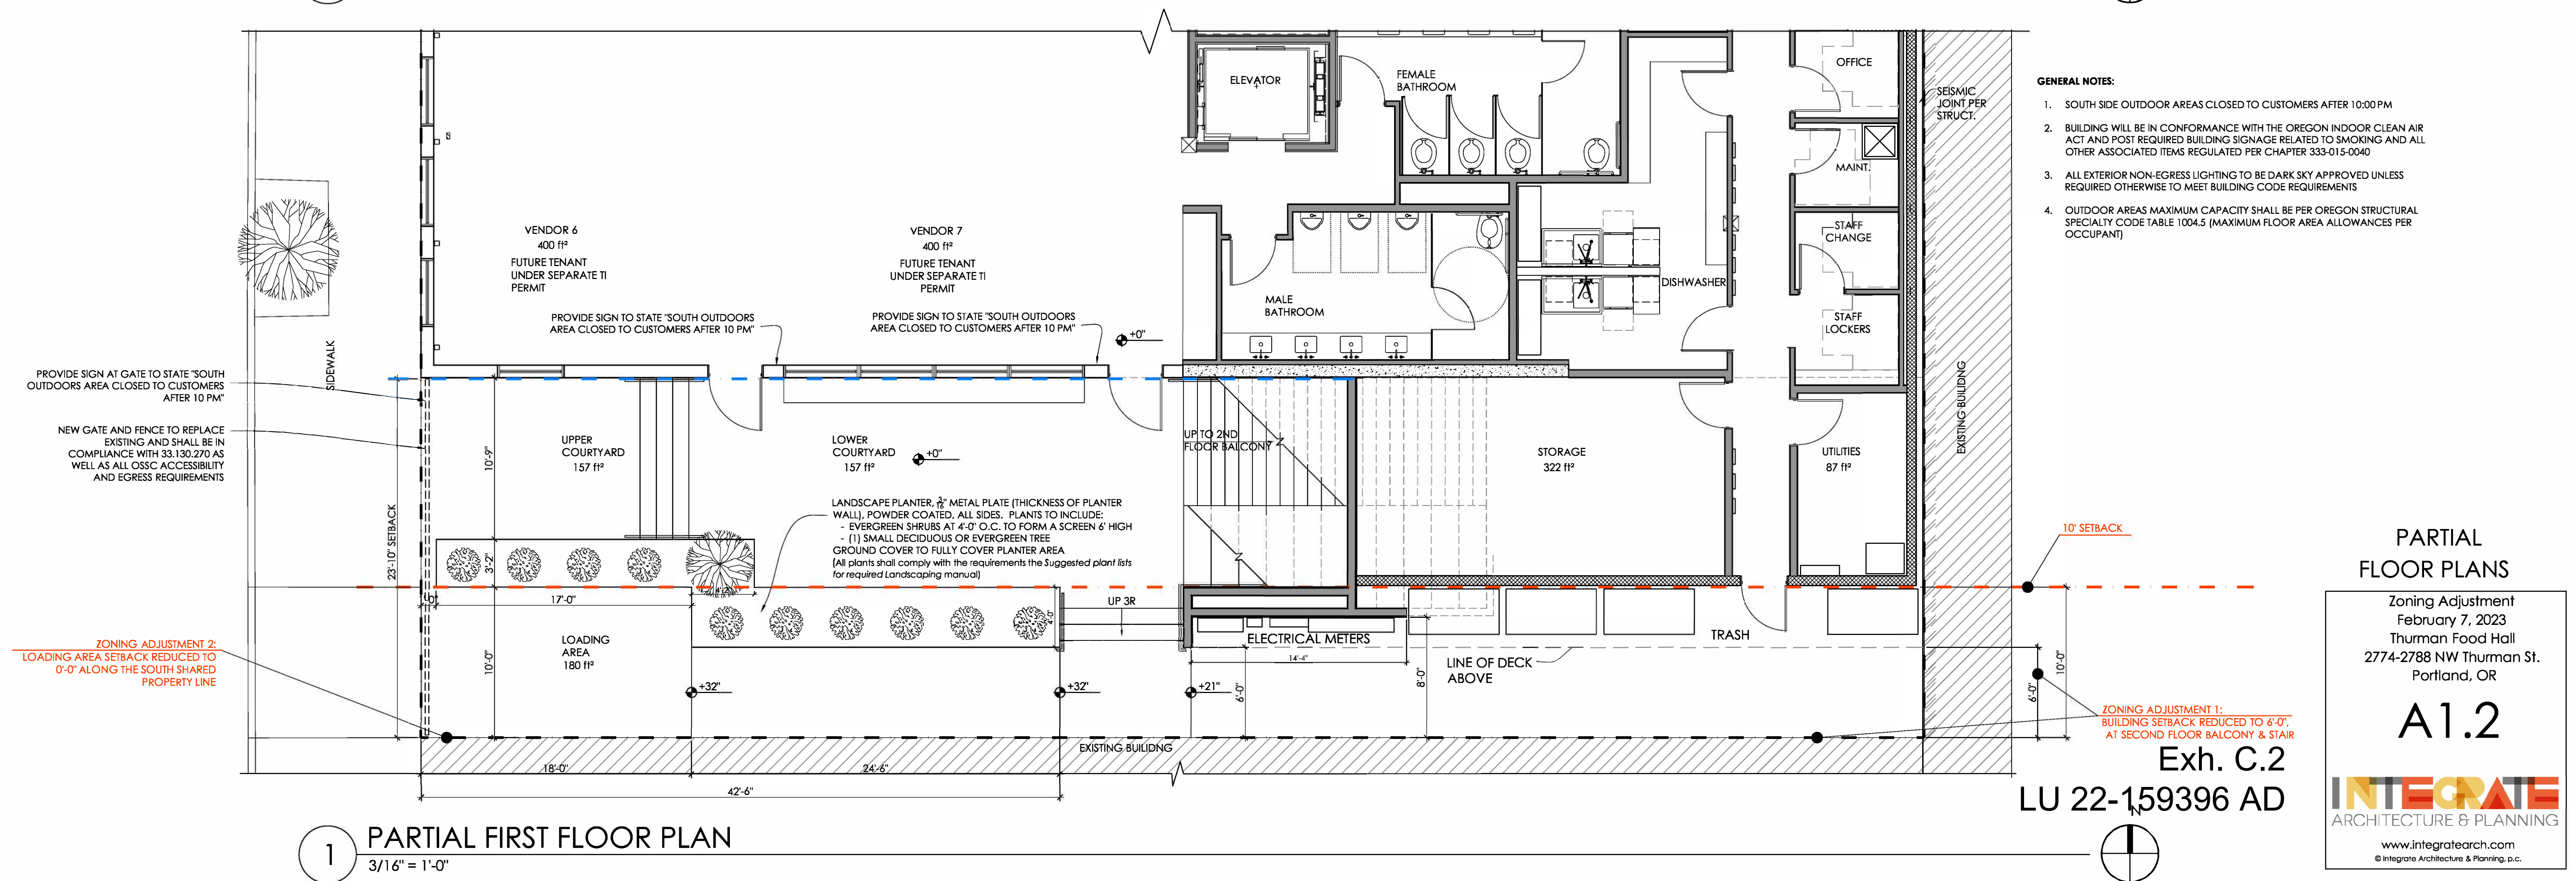 ELEVATOR
FEMALE
BATHROOM
OFFICE
SEISMIC
JOINT PER
STRUCT.
MAINT.
STAFF
CHANGE
STAFF
LOCKERS
DISHWASHER
MALE
BATHROOM
VENDOR 6
400 ft²
FUTURE TENANT
UNDER SEPARATE TI
PERMIT
VENDOR 7
400 ft²
FUTURE TENANT
UNDER SEPARATE TI
PERMIT
PROVIDE SIGN TO STATE "SOUTH OUTDOORS
AREA CLOSED TO CUSTOMERS AFTER 10 PM"
PROVIDE SIGN TO STATE "SOUTH OUTDOORS
AREA CLOSED TO CUSTOMERS AFTER 10 PM"
+0"
SIDEWALK
PROVIDE SIGN AT GATE TO STATE "SOUTH
OUTDOORS AREA CLOSED TO CUSTOMERS
AFTER 10 PM"
NEW GATE AND FENCE TO REPLACE
EXISTING AND SHALL BE IN
COMPLIANCE WITH 33.130.270 AS
WELL AS ALL OSSC ACCESSIBILITY
AND EGRESS REQUIREMENTS
23'-10" SETBACK
10'-9"
3'-2"
10'-0"
UPPER
COURTYARD
157 ft²
LOWER
COURTYARD
157 ft²
+0"
UP TO 2ND
FLOOR BALCONY
STORAGE
322 ft²
UTILITIES
87 ft²
EXISTING BUILIDNG
LANDSCAPE PLANTER, 3/16" METAL PLATE (THICKNESS OF PLANTER
WALL), POWDER COATED, ALL SIDES. PLANTS TO INCLUDE:
- EVERGREEN SHRUBS AT 4'-0" O.C. TO FORM A SCREEN 6' HIGH
- (1) SMALL DECIDUOUS OR EVERGREEN TREE
GROUND COVER TO FULLY COVER PLANTER AREA
(All plants shall comply with the requirements the Suggested plant lists
for required Landscaping manual)
17'-0"
4'-0"
UP 3R
LOADING
AREA
180 ft²
ZONING ADJUSTMENT 2:
LOADING AREA SETBACK REDUCED TO
0'-0" ALONG THE SOUTH SHARED
PROPERTY LINE
+32"
+32"
+21"
ELECTRICAL METERS
14'-4"
6'-0"
8'-0"
TRASH
LINE OF DECK
ABOVE
10' SETBACK
10'-0"
6'-0"
ZONING ADJUSTMENT 1:
BUILDING SETBACK REDUCED TO 6'-0",
AT SECOND FLOOR BALCONY & STAIR
EXISTING BUILIDNG
18'-0"
24'-6"
42'-6"
1
PARTIAL FIRST FLOOR PLAN
3/16" = 1'-0"
GENERAL NOTES:
1. SOUTH SIDE OUTDOOR AREAS CLOSED TO CUSTOMERS AFTER 10:00 PM
2. BUILDING WILL BE IN CONFORMANCE WITH THE OREGON INDOOR CLEAN AIR
ACT AND POST REQUIRED BUILDING SIGNAGE RELATED TO SMOKING AND ALL
OTHER ASSOCIATED ITEMS REGULATED PER CHAPTER 333-015-0040
3. ALL EXTERIOR NON-EGRESS LIGHTING TO BE DARK SKY APPROVED UNLESS
REQUIRED OTHERWISE TO MEET BUILDING CODE REQUIREMENTS
4. OUTDOOR AREAS MAXIMUM CAPACITY SHALL BE PER OREGON STRUCTURAL
SPECIALTY CODE TABLE 1004.5 (MAXIMUM FLOOR AREA ALLOWANCES PER
OCCUPANT)
Exh. C.2
LU 22-159396 AD
N
PARTIAL
FLOOR PLANS
Zoning Adjustment
February 7, 2023
Thurman Food Hall
2774-2788 NW Thurman St.
Portland, OR
A1.2
INTEGRATE
ARCHITECTURE & PLANNING
www.integratearch.com
© Integrate Architecture & Planning, p.c.